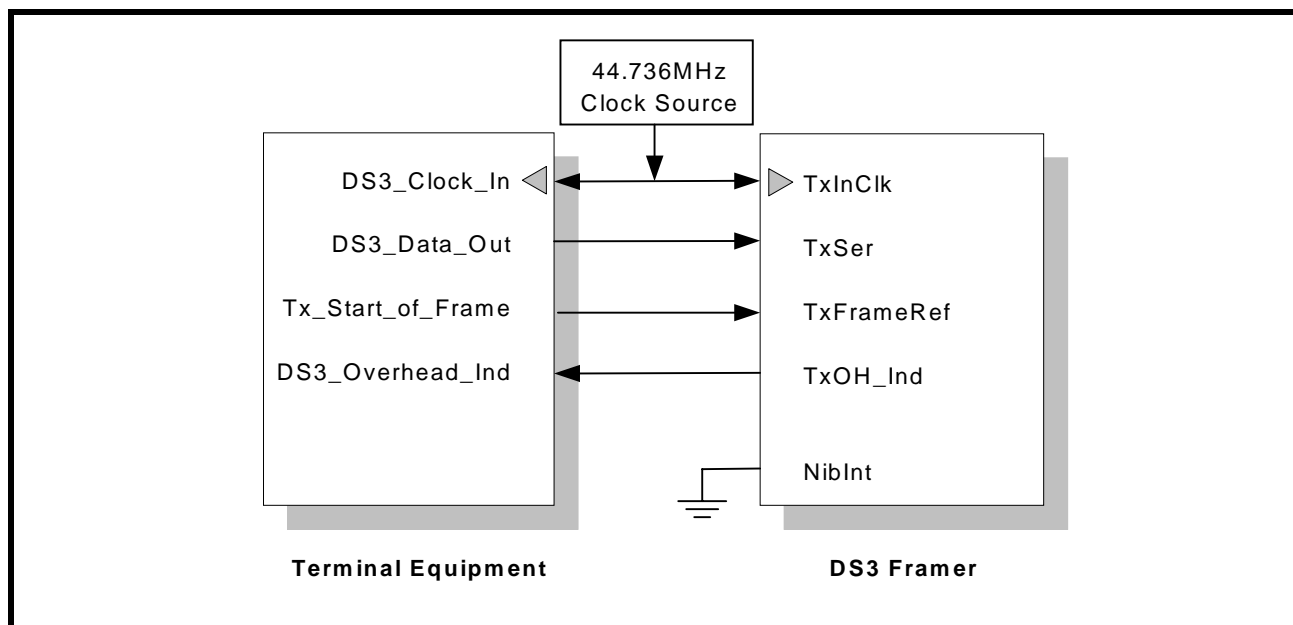 44.736MHz
Clock Source
DS3_Clock_In
TxInClk
DS3_Data_Out
TxSer
Tx_Start_of_Frame
TxFrameRef
DS3_Overhead_Ind
TxOH_Ind
NibInt
Terminal Equipment
DS3 Framer